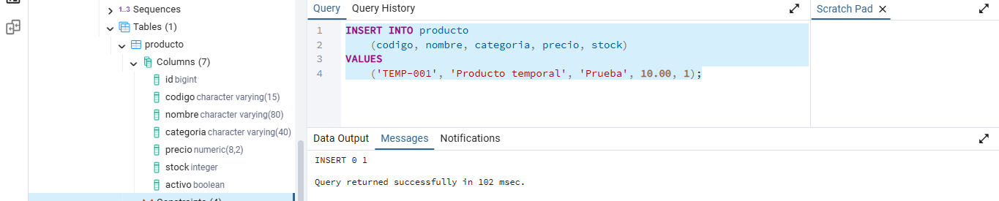 1..3 Sequences
Tables (1)
producto
Columns (7)
id bigint
codigo character varying(15)
nombre character varying(80)
categoria character varying(40)
precio numeric(8,2)
stock integer
activo boolean
Constraints (4)
Query Query History
Scratch Pad
1 INSERT INTO producto
2 (codigo, nombre, categoria, precio, stock)
3 VALUES
4 ('TEMP-001', 'Producto temporal', 'Prueba', 10.00, 1);
Data Output Messages Notifications
INSERT 0 1
Query returned successfully in 102 msec.